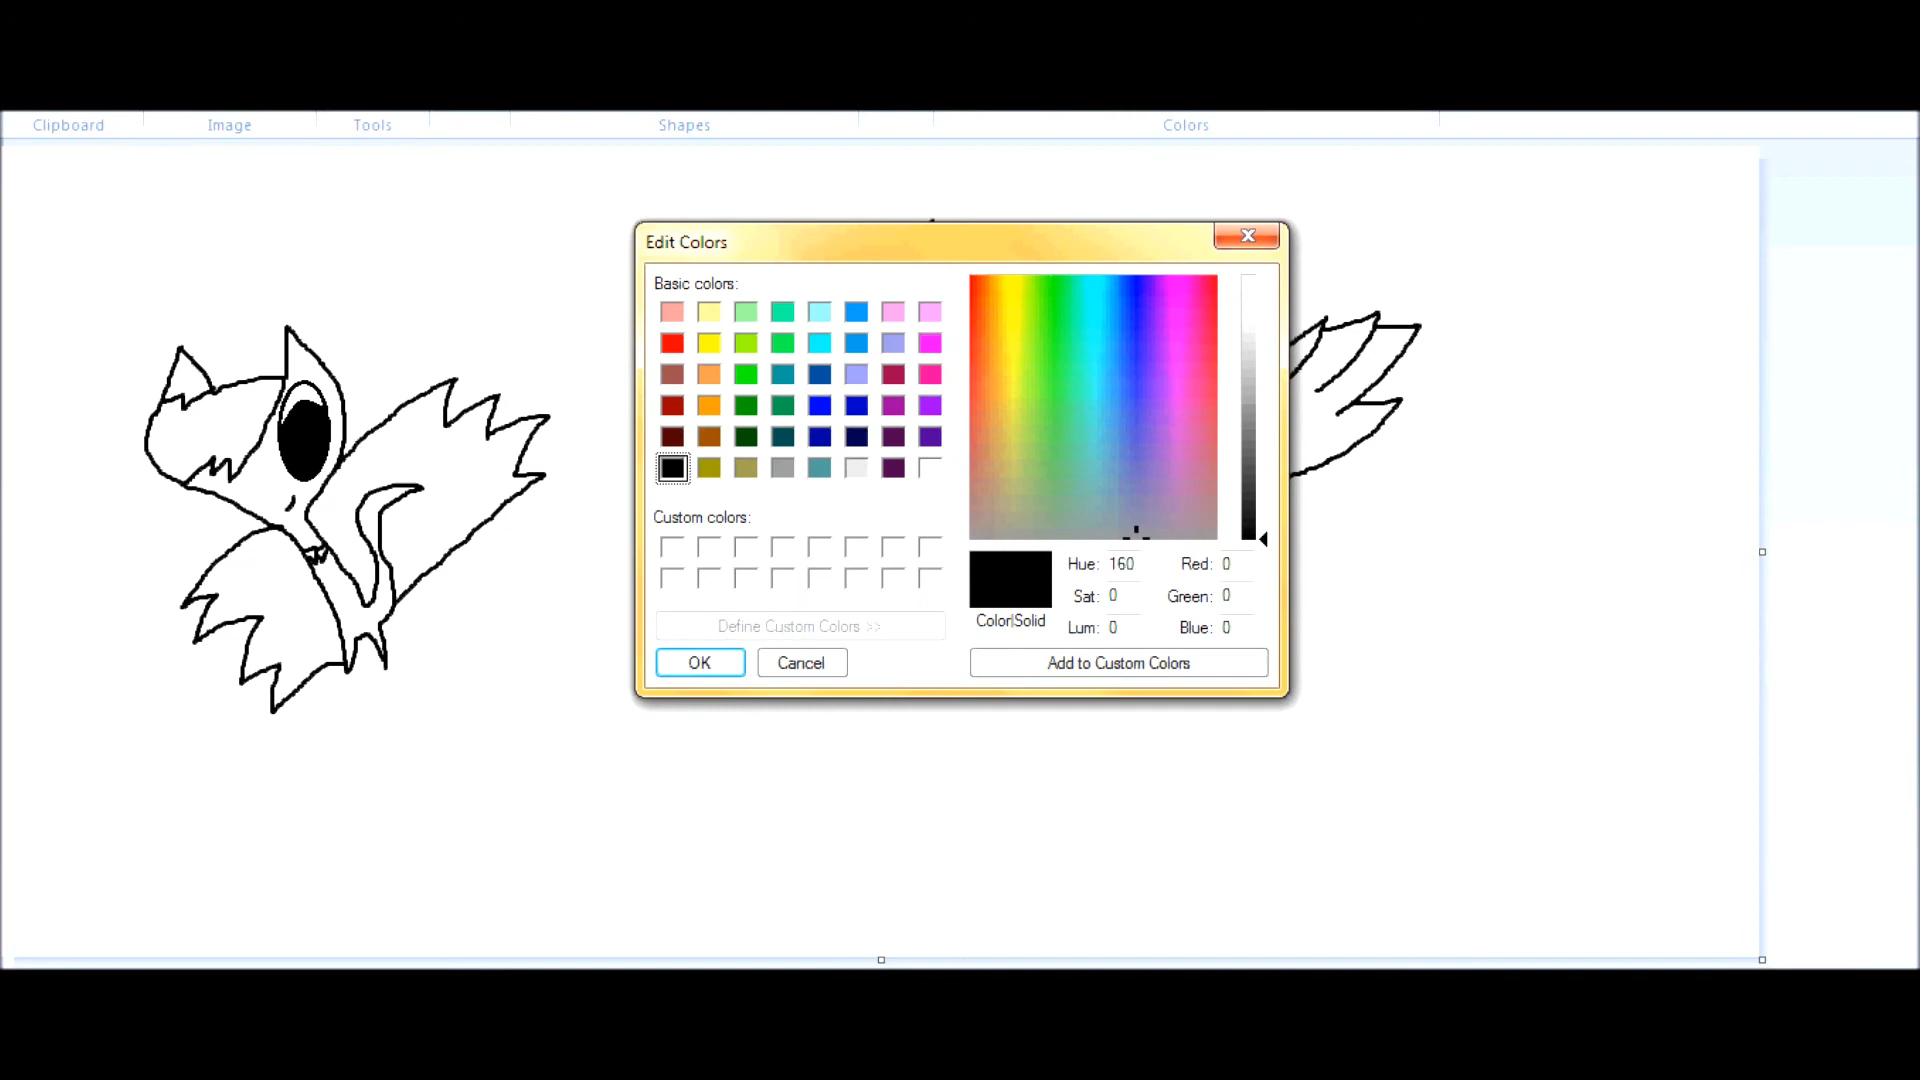 Clipboard Image Tools Shapes Colors
Edit Colors
Basic colors:
Custom colors:
Define Custom Colors >>
OK Cancel
Color|Solid
Hue: 160 Red: 0
Sat: 0 Green: 0
Lum: 0 Blue: 0
Add to Custom Colors